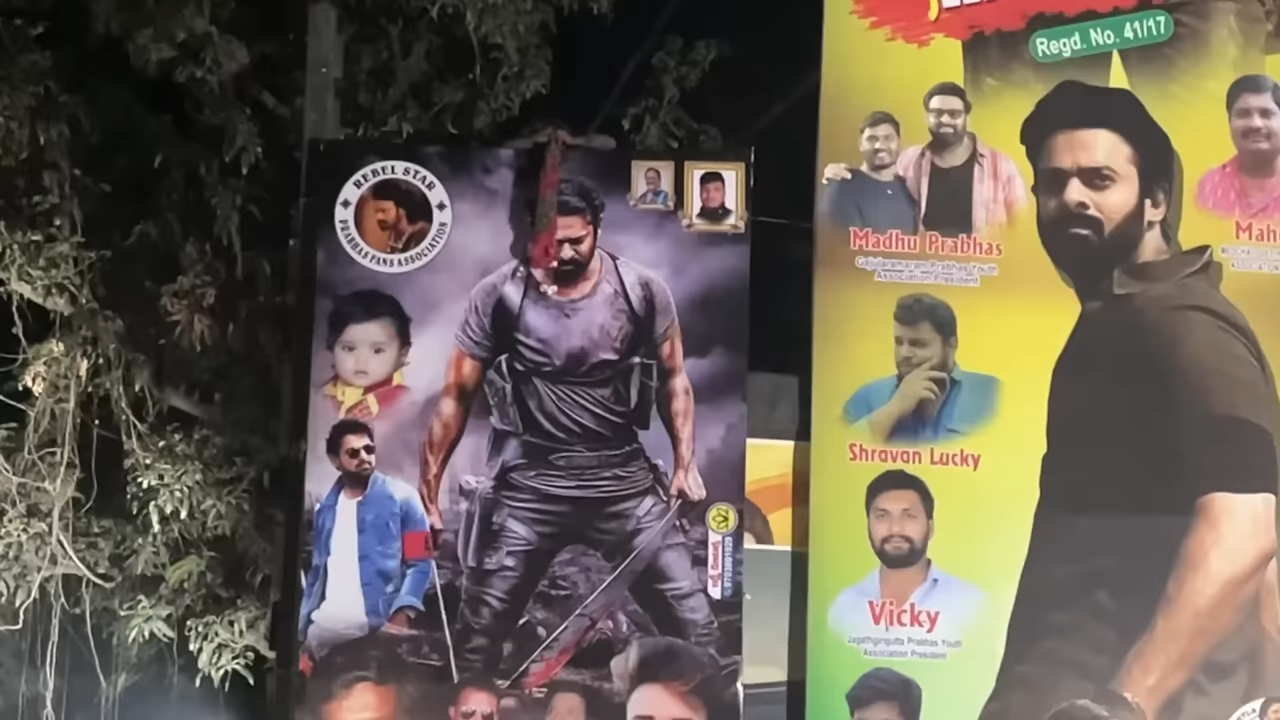 REBEL STAR
PRABHAS FANS ASSOCIATION
Regd. No. 41/17
Madhu Prabhas
Gajularamaram Prabhas Youth
Association President
Shravan Lucky
Vicky
Jagathgirigutta Prabhas Youth
Association President
Mah